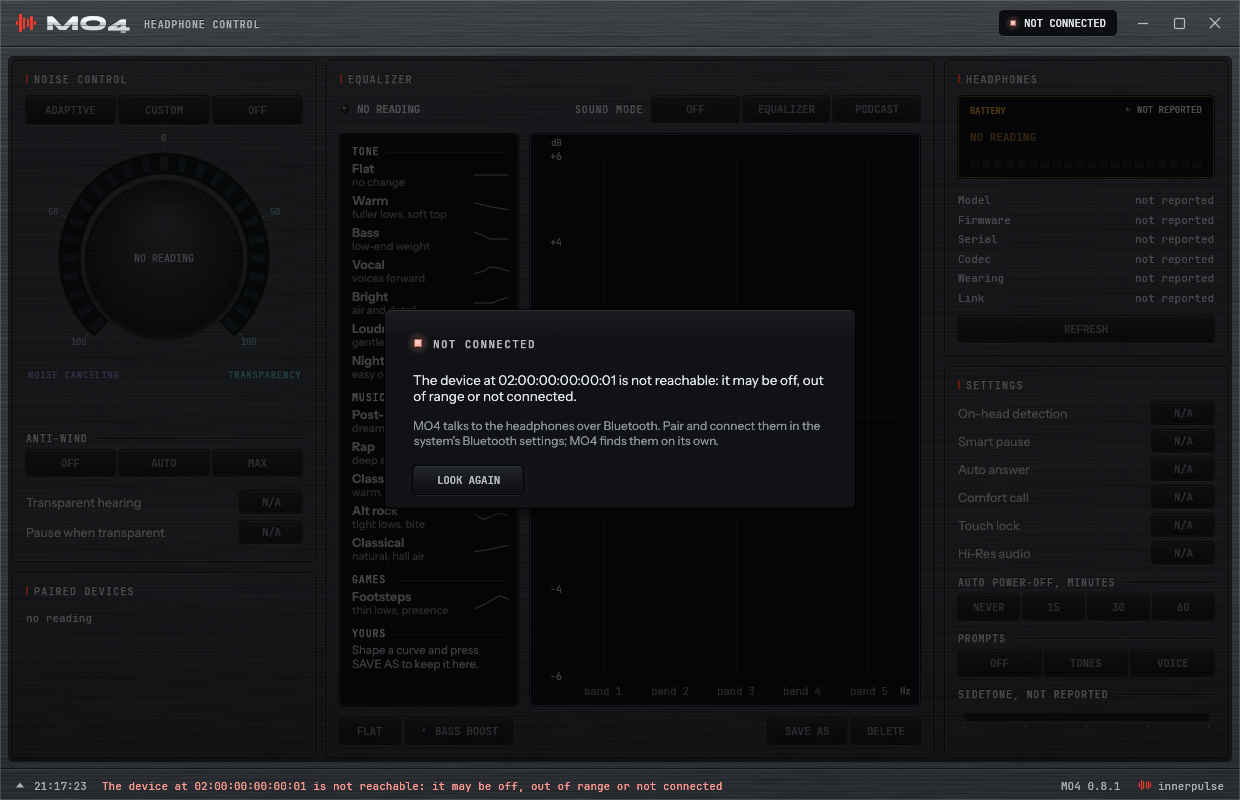 MO4 HEADPHONE CONTROL
NOT CONNECTED
NOISE CONTROL
ADAPTIVE CUSTOM OFF
0
50 50
NO READING
100 100
NOISE CANCELING TRANSPARENCY
ANTI-WIND
OFF AUTO MAX
Transparent hearing N/A
Pause when transparent N/A
PAIRED DEVICES
no reading
EQUALIZER
NO READING
SOUND MODE OFF EQUALIZER PODCAST
TONE
Flat
no change
Warm
fuller lows, soft top
Bass
low-end weight
Vocal
voices forward
Bright
air and detail
gentle
Night
easy o
MUSIC
Post-
dream
Rap
deep s
Class
warm,
Alt rock
tight lows, bite
Classical
natural, hall air
GAMES
Footsteps
thin lows, presence
YOURS
Shape a curve and press
SAVE AS to keep it here.
dB
+6
+4
-4
-6
band 1 band 2 band 3 band 4 band 5 Hz
FLAT BASS BOOST SAVE AS DELETE
NOT CONNECTED
The device at 02:00:00:00:00:01 is not reachable: it may be off, out
of range or not connected.
MO4 talks to the headphones over Bluetooth. Pair and connect them in the
system's Bluetooth settings; MO4 finds them on its own.
LOOK AGAIN
HEADPHONES
BATTERY NOT REPORTED
NO READING
Model not reported
Firmware not reported
Serial not reported
Codec not reported
Wearing not reported
Link not reported
REFRESH
SETTINGS
On-head detection N/A
Smart pause N/A
Auto answer N/A
Comfort call N/A
Touch lock N/A
Hi-Res audio N/A
AUTO POWER-OFF, MINUTES
NEVER 15 30 60
PROMPTS
OFF TONES VOICE
SIDETONE, NOT REPORTED
21:17:23 The device at 02:00:00:00:00:01 is not reachable: it may be off, out of range or not connected
MO4 0.8.1 innerpulse